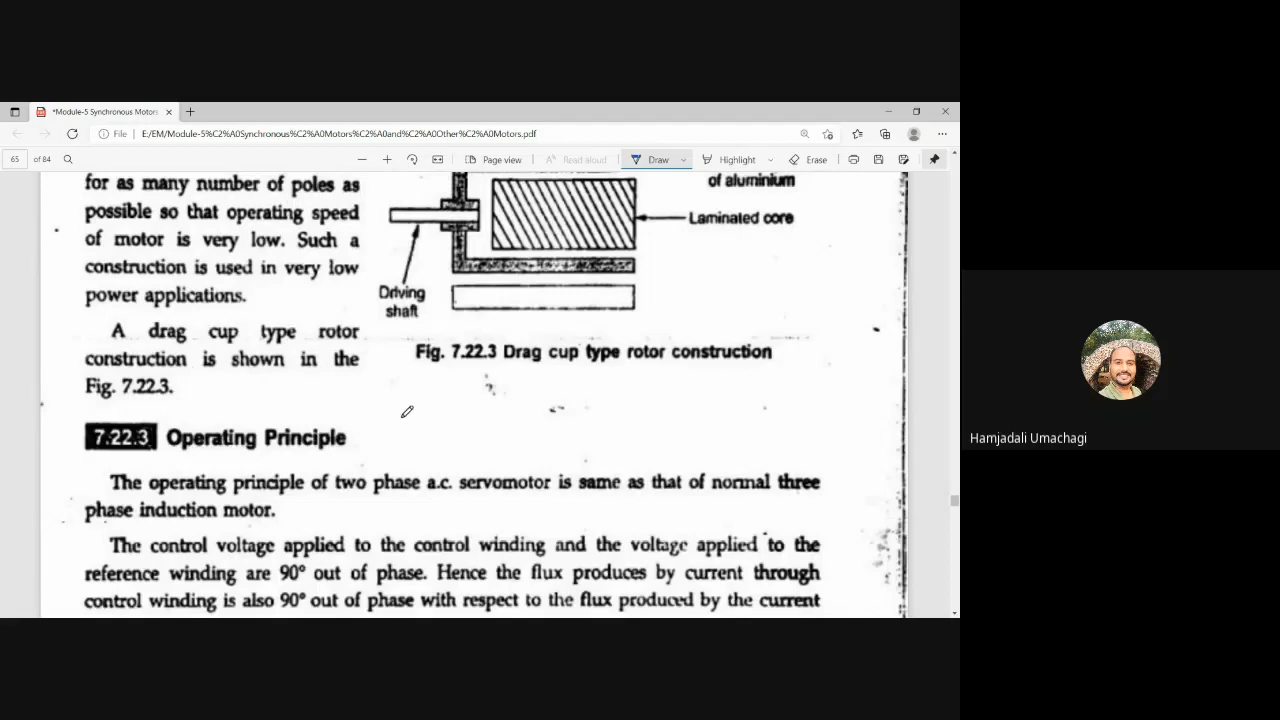 *Module-5 Synchronous Motors
File
E:/EM/Module-5%C2%A0Synchronous%C2%A0Motors%C2%A0and%C2%A0Other%C2%A0Motors.pdf
65 of 84
Page view
Read aloud
Draw
Highlight
Erase
for as many number of poles as
possible so that operating speed
of motor is very low. Such a
construction is used in very low
power applications.
A drag cup type rotor
construction is shown in the
Fig. 7.22.3.
of aluminium
Laminated core
Driving
shaft
Fig. 7.22.3 Drag cup type rotor construction
7.22.3 Operating Principle
The operating principle of two phase a.c. servomotor is same as that of normal three
phase induction motor.
The control voltage applied to the control winding and the voltage applied to the
reference winding are 90° out of phase. Hence the flux produces by current through
control winding is also 90° out of phase with respect to the flux produced by the current
Hamjadali Umachagi